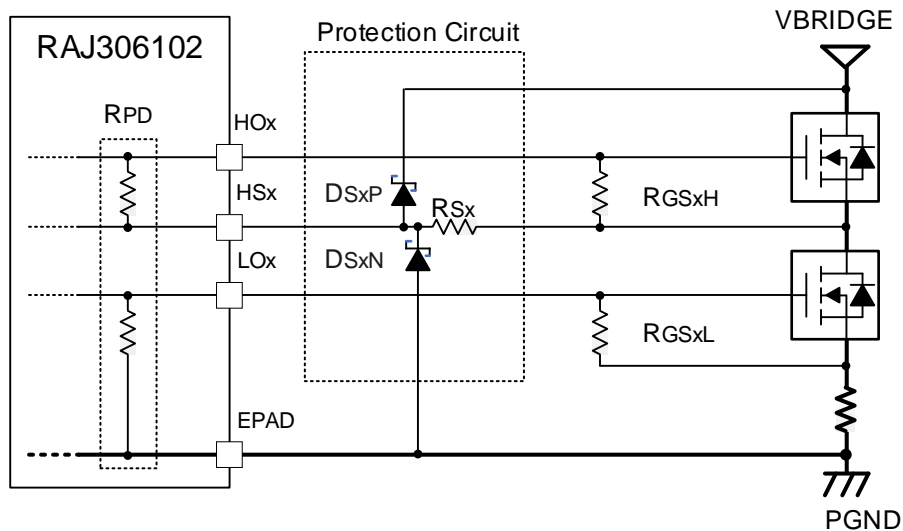 VBRIDGE
Protection Circuit
RAJ306102
RPD
HOx
HSx
DSxP
RSx
RGSxH
LOx
DSxN
RGSxL
EPAD
PGND